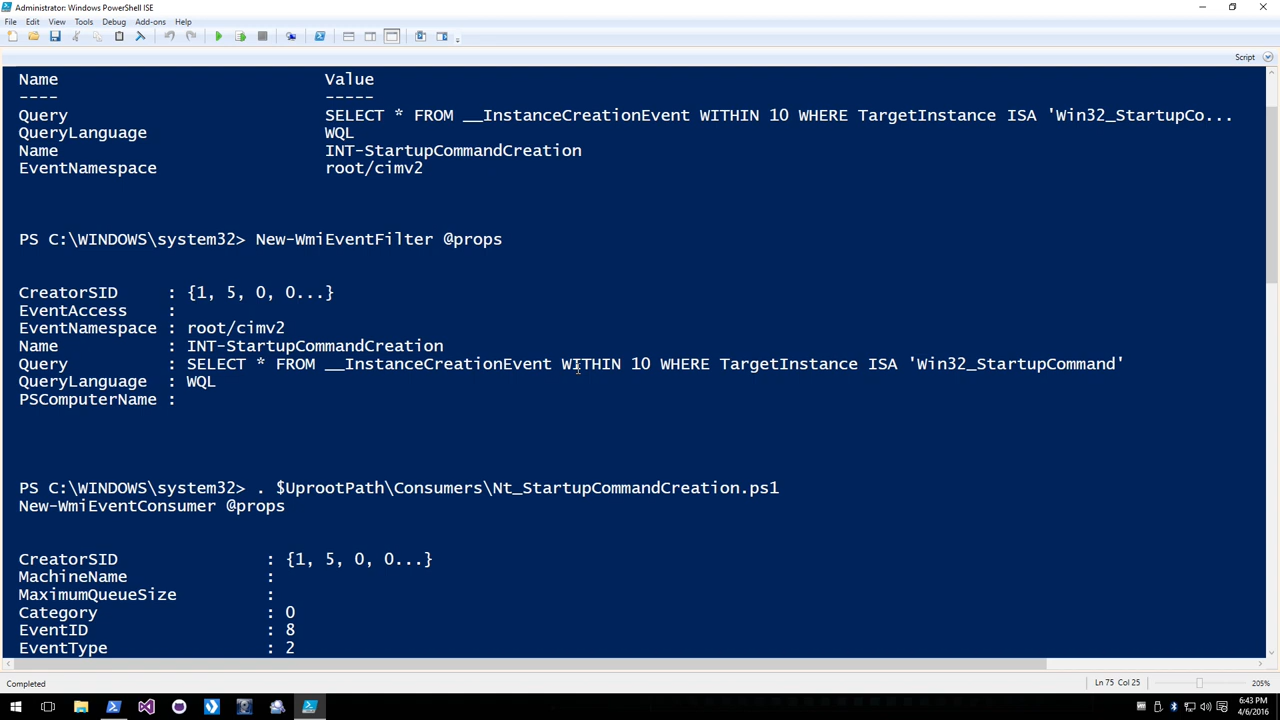 Administrator: Windows PowerShell ISE
File Edit View Tools Debug Add-ons Help
Script
Name Value
---- -----
Query SELECT * FROM __InstanceCreationEvent WITHIN 10 WHERE TargetInstance ISA 'Win32_StartupCo...
QueryLanguage WQL
Name INT-StartupCommandCreation
EventNamespace root/cimv2
PS C:\WINDOWS\system32> New-WmiEventFilter @props
CreatorSID : {1, 5, 0, 0...}
EventAccess :
EventNamespace : root/cimv2
Name : INT-StartupCommandCreation
Query : SELECT * FROM __InstanceCreationEvent WITHIN 10 WHERE TargetInstance ISA 'Win32_StartupCommand'
QueryLanguage : WQL
PSComputerName :
PS C:\WINDOWS\system32> . $UprootPath\Consumers\Nt_StartupCommandCreation.ps1
New-WmiEventConsumer @props
CreatorSID : {1, 5, 0, 0...}
MachineName :
MaximumQueueSize :
Category : 0
EventID : 8
EventType : 2
Completed Ln 75 Col 25 205%
6:43 PM
4/6/2016